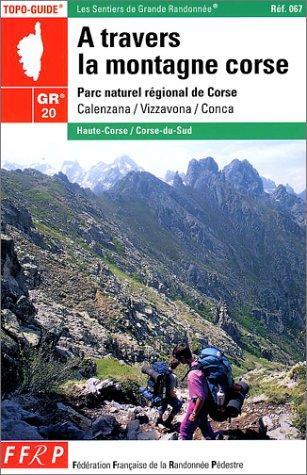 TOPO-GUIDE® Les Sentiers de Grande Randonnée® Réf. 067
A travers
la montagne corse
GR®
20
Parc naturel régional de Corse
Calenzana / Vizzavona / Conca
Haute-Corse / Corse-du-Sud
FFRP Fédération Française de la Randonnée Pédestre